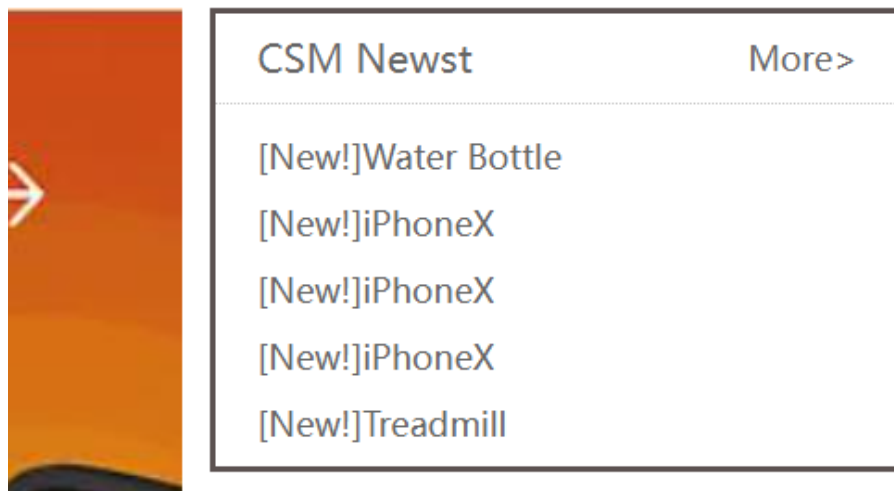 CSM Newst More>
[New!]Water Bottle
[New!]iPhoneX
[New!]iPhoneX
[New!]iPhoneX
[New!]Treadmill